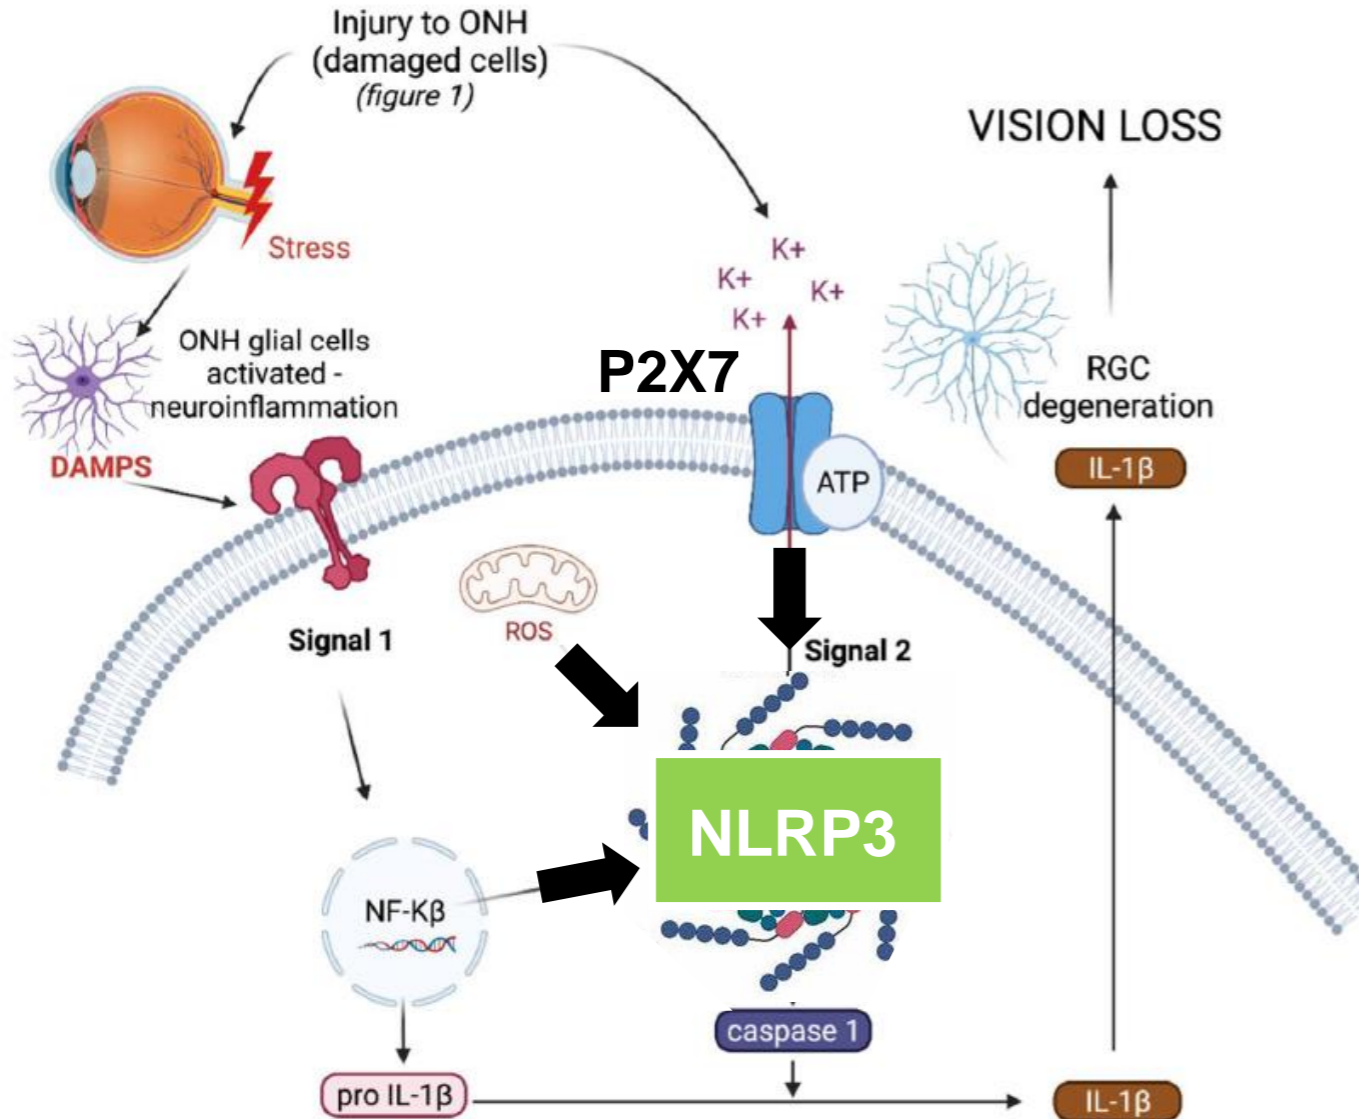 Injury to ONH
(damaged cells)
(figure 1)
VISION LOSS
Stress
K+
K+
K+
K+
ONH glial cells
activated -
neuroinflammation
P2X7
RGC
degeneration
DAMPS
ATP
IL-1β
ROS
Signal 1
Signal 2
NLRP3
NF-Kβ
caspase 1
pro IL-1β
IL-1β